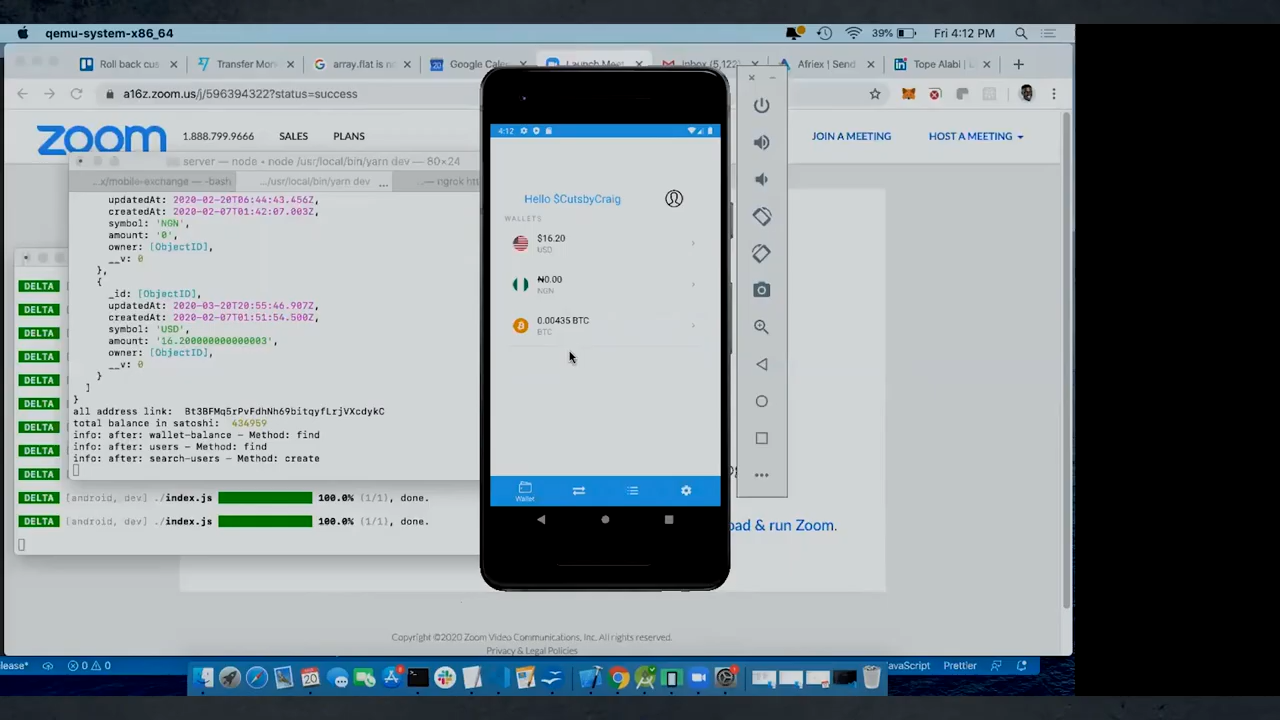 qemu-system-x86_64
39%
Fri 4:12 PM
Roll back cus
Transfer Mon
array.flat is no
Google Cale
Launch Mee
Inbox (5,122)
Afriex | Send
Tope Alabi | L
a16z.zoom.us/j/596394322?status=success
zoom
1.888.799.9666
SALES
PLANS
JOIN A MEETING
HOST A MEETING
server — node • node /usr/local/bin/yarn dev — 80×24
...x/mobile-exchange — -bash
.../usr/local/bin/yarn dev
...
updatedAt: 2020-02-20T06:44:43.456Z,
createdAt: 2020-02-07T01:42:07.003Z,
symbol: 'NGN',
amount: '0',
owner: [ObjectID],
__v: 0
},
{
_id: [ObjectID],
updatedAt: 2020-03-20T20:55:46.907Z,
createdAt: 2020-02-07T01:51:54.500Z,
symbol: 'USD',
amount: '16.200000000000003',
owner: [ObjectID],
__v: 0
}
]
}
all address link: Bt3BFMq5rPvFdhNh69bitqyfLrjVXcdykC
total balance in satoshi: 434959
info: after: wallet-balance - Method: find
info: after: users - Method: find
info: after: search-users - Method: create
DELTA
DELTA
DELTA
DELTA
DELTA
DELTA
DELTA
DELTA
DELTA
DELTA [android, dev] ./index.js 100.0% (1/1), done.
DELTA [android, dev] ./index.js 100.0% (1/1), done.
4:12
Hello $CutsbyCraig
WALLETS
$16.20
USD
₦0.00
NGN
0.00435 BTC
BTC
Wallet
oad & run Zoom.
Copyright ©2020 Zoom Video Communications, Inc. All rights reserved.
Privacy & Legal Policies
lease*
0
0
JavaScript
Prettier
20